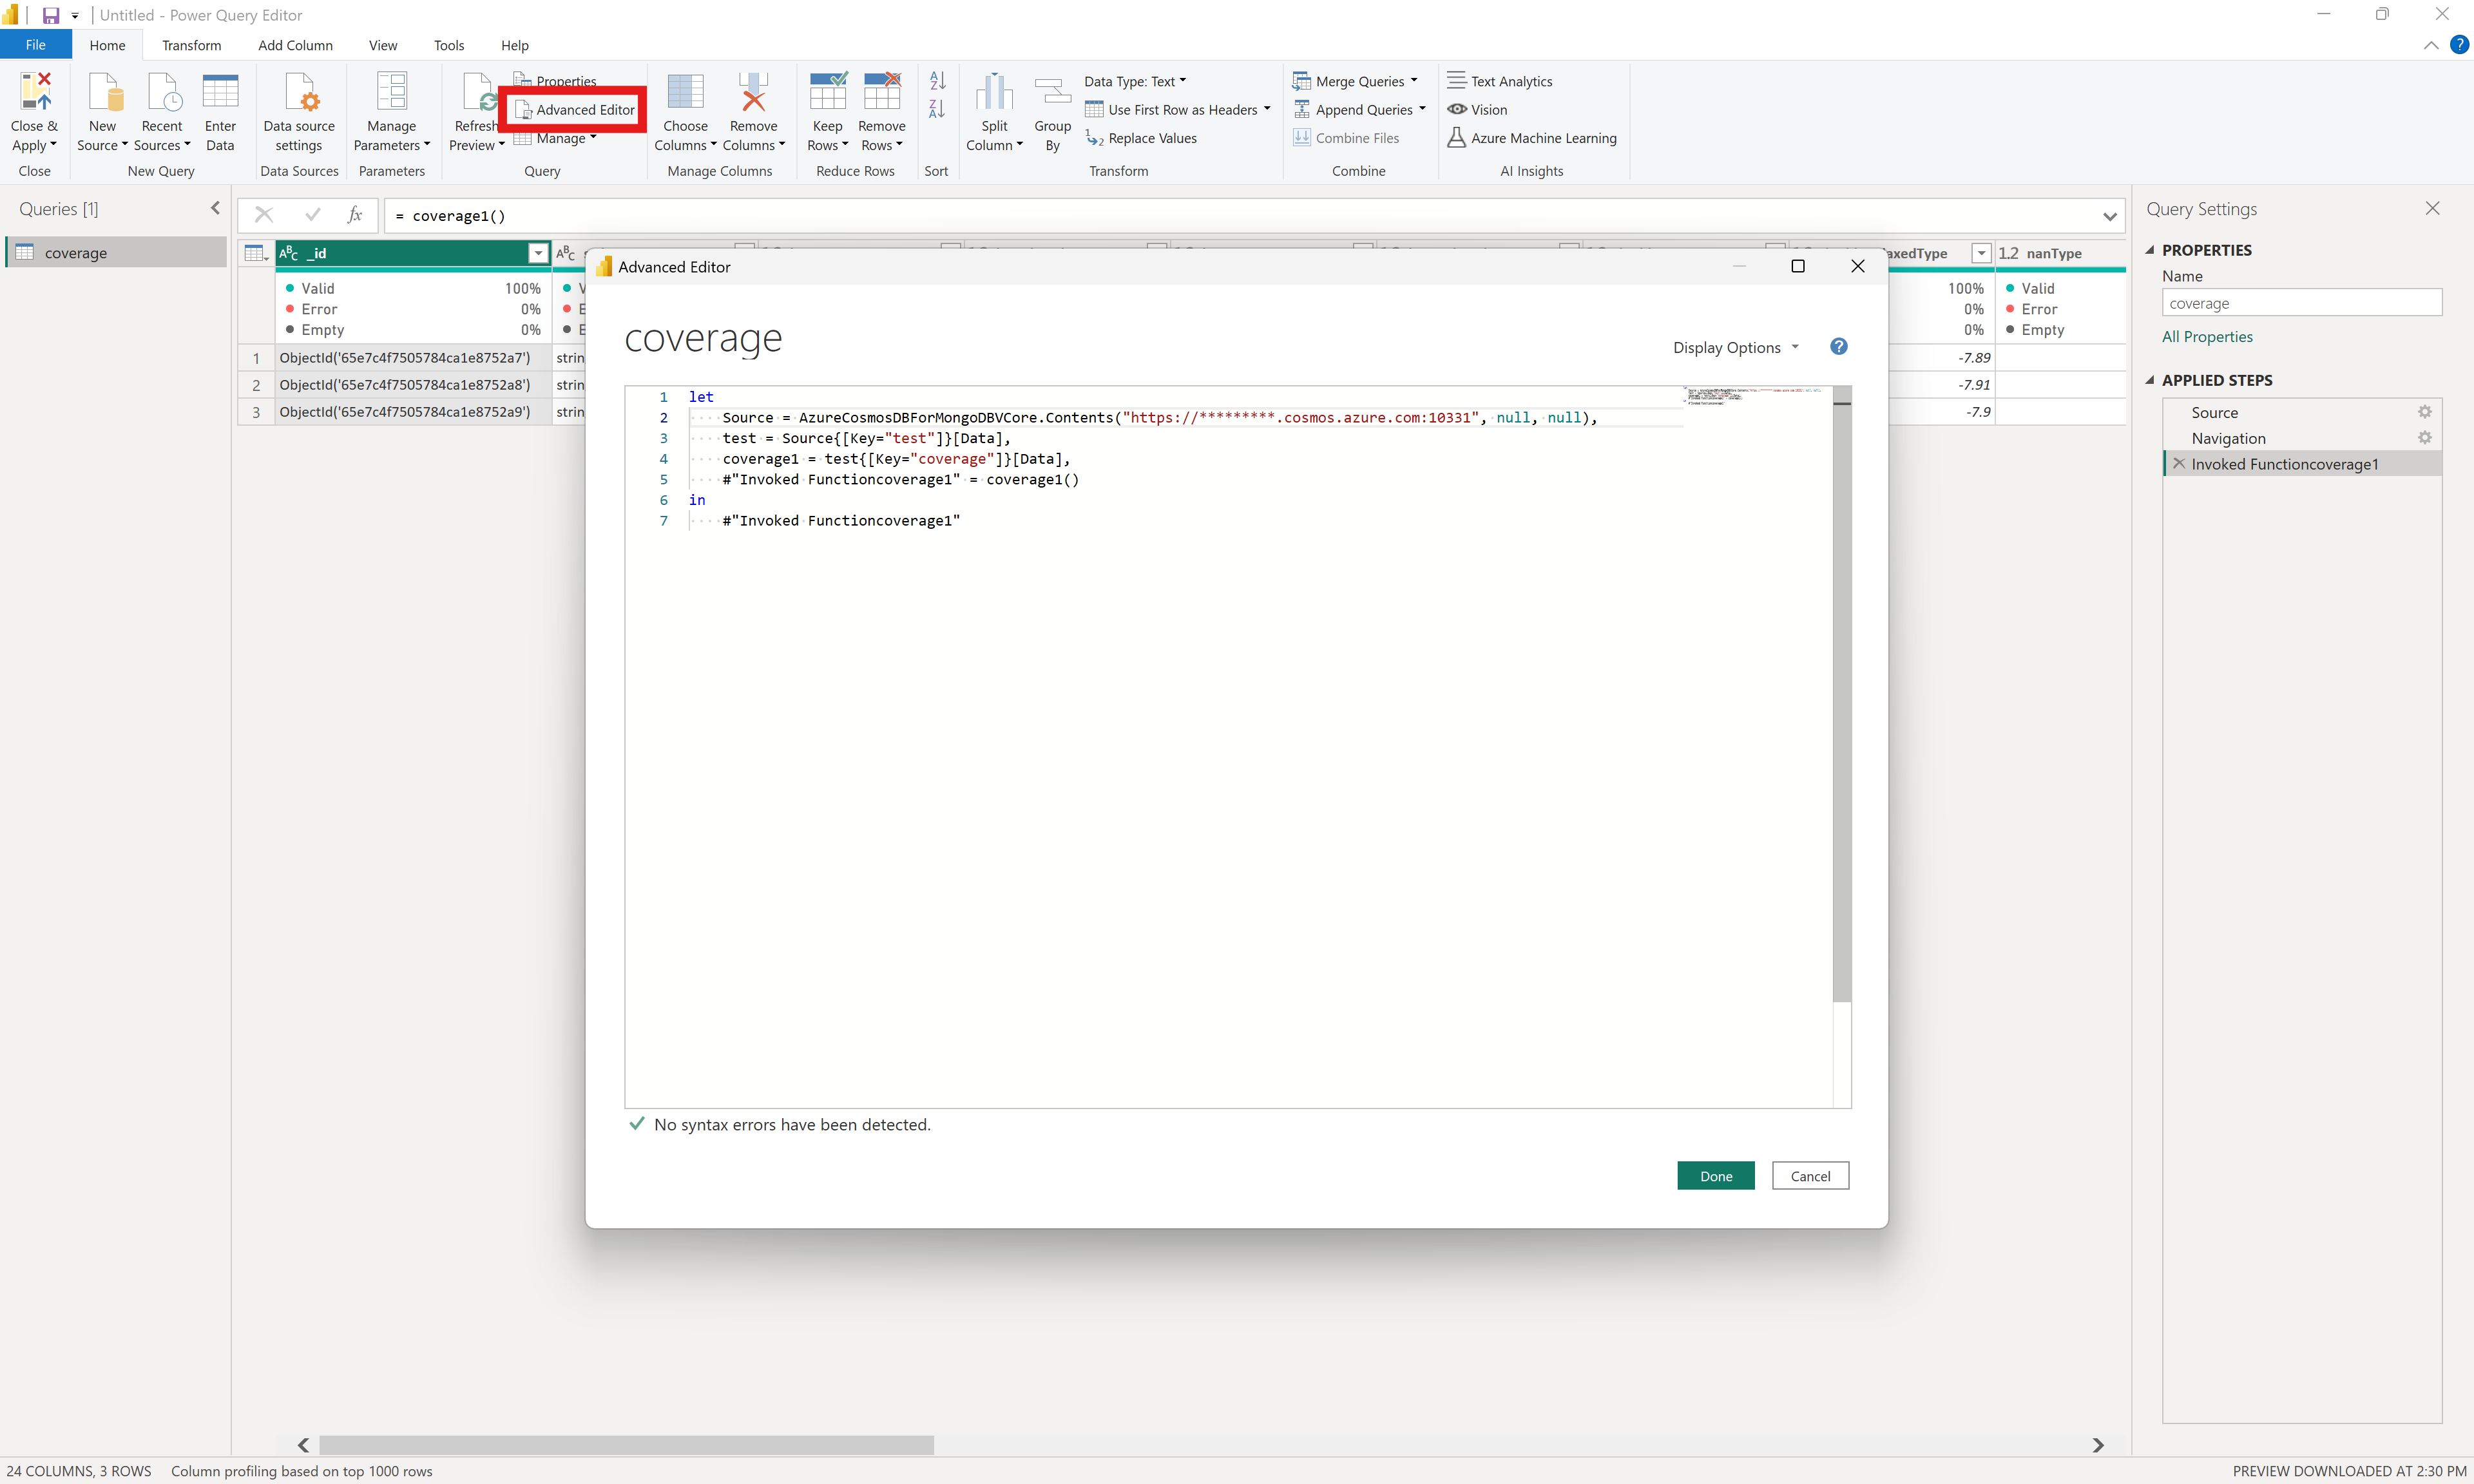 Untitled - Power Query Editor
File Home Transform Add Column View Tools Help
Close & Apply
Close
New Source
Recent Sources
Enter Data
New Query
Data source settings
Data Sources
Manage Parameters
Parameters
Refresh Preview
Properties
Advanced Editor
Manage
Query
Choose Columns
Remove Columns
Manage Columns
Keep Rows
Remove Rows
Reduce Rows
Sort
Split Column
Group By
Data Type: Text
Use First Row as Headers
Replace Values
Transform
Merge Queries
Append Queries
Combine Files
Combine
Text Analytics
Vision
Azure Machine Learning
AI Insights
Queries [1]
coverage
fx = coverage1()
_id
Valid 100%
Error 0%
Empty 0%
1 ObjectId('65e7c4f7505784ca1e8752a7')
2 ObjectId('65e7c4f7505784ca1e8752a8')
3 ObjectId('65e7c4f7505784ca1e8752a9')
Advanced Editor
coverage
Display Options
1 let
2 Source = AzureCosmosDBForMongoDBVCore.Contents("https://*********.cosmos.azure.com:10331", null, null),
3 test = Source{[Key="test"]}[Data],
4 coverage1 = test{[Key="coverage"]}[Data],
5 #"Invoked Functioncoverage1" = coverage1()
6 in
7 #"Invoked Functioncoverage1"
No syntax errors have been detected.
Done Cancel
axedType
100%
0%
0%
-7.89
-7.91
-7.9
1.2 nanType
Valid
Error
Empty
Query Settings
PROPERTIES
Name
coverage
All Properties
APPLIED STEPS
Source
Navigation
Invoked Functioncoverage1
24 COLUMNS, 3 ROWS Column profiling based on top 1000 rows
PREVIEW DOWNLOADED AT 2:30 PM